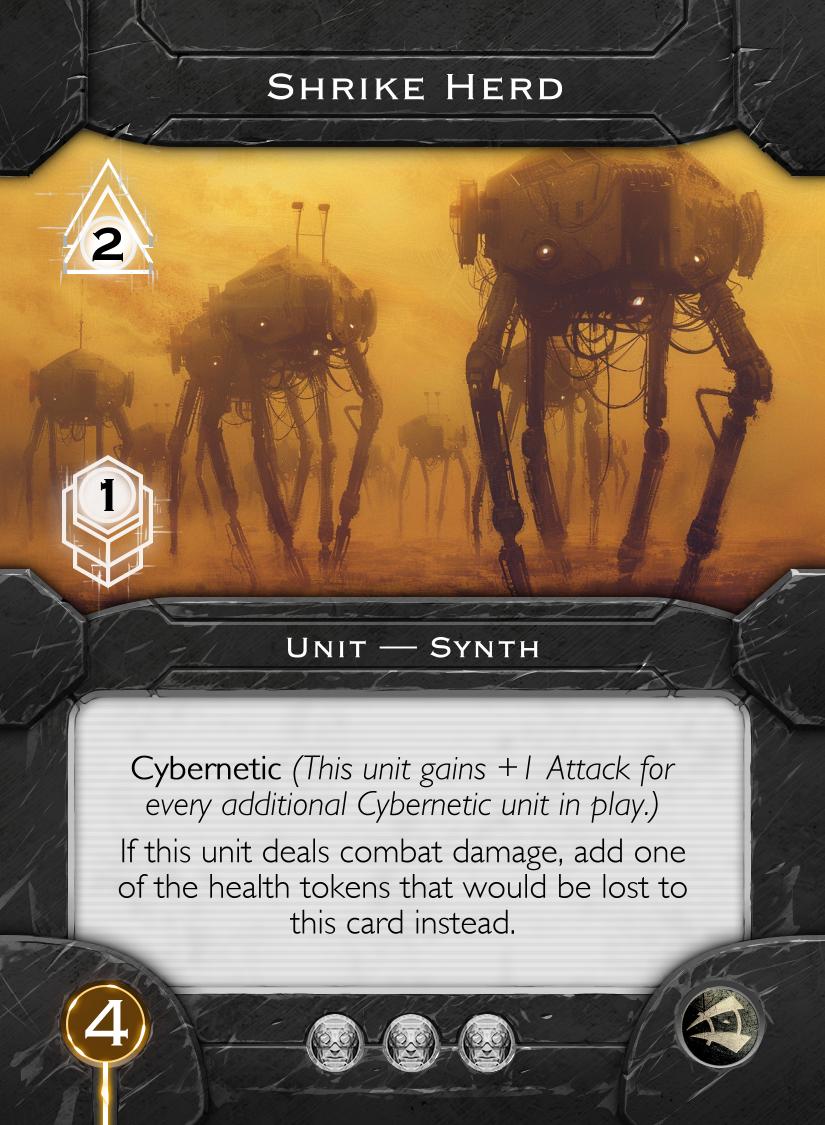 Shrike Herd
2
1
Unit — Synth
Cybernetic (This unit gains +1 Attack for
every additional Cybernetic unit in play.)
If this unit deals combat damage, add one
of the health tokens that would be lost to
this card instead.
4